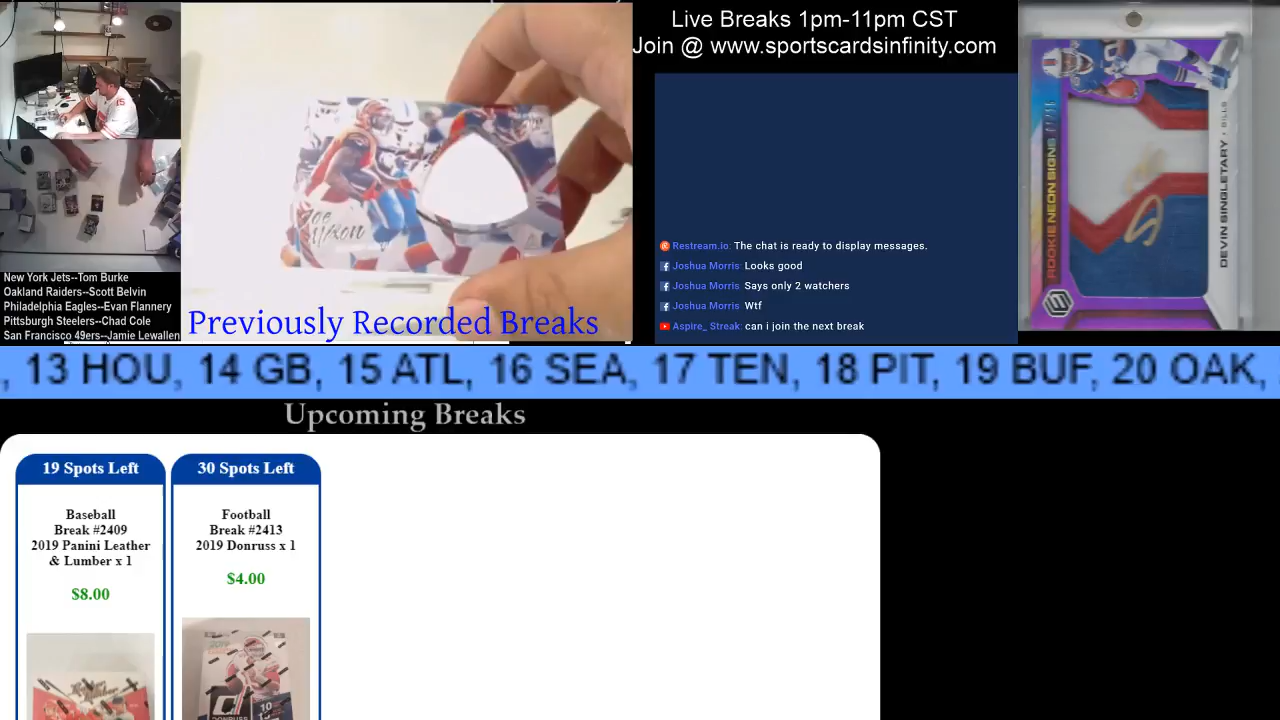 Live Breaks 1pm-11pm CST
Join @ www.sportscardsinfinity.com
Restream.io: The chat is ready to display messages.
Joshua Morris: Looks good
Joshua Morris: Says only 2 watchers
Joshua Morris: Wtf
Aspire_ Streak: can i join the next break
ROOKIE NEON SIGNS
DEVIN SINGLETARY • BILLS
15
Joe Mixon
Previously Recorded Breaks
New York Jets--Tom Burke
Oakland Raiders--Scott Belvin
Philadelphia Eagles--Evan Flannery
Pittsburgh Steelers--Chad Cole
San Francisco 49ers--Jamie Lewallen
, 13 HOU, 14 GB, 15 ATL, 16 SEA, 17 TEN, 18 PIT, 19 BUF, 20 OAK,
Upcoming Breaks
19 Spots Left
Baseball
Break #2409
2019 Panini Leather
& Lumber x 1
$8.00
30 Spots Left
Football
Break #2413
2019 Donruss x 1
$4.00
DONRUSS
10